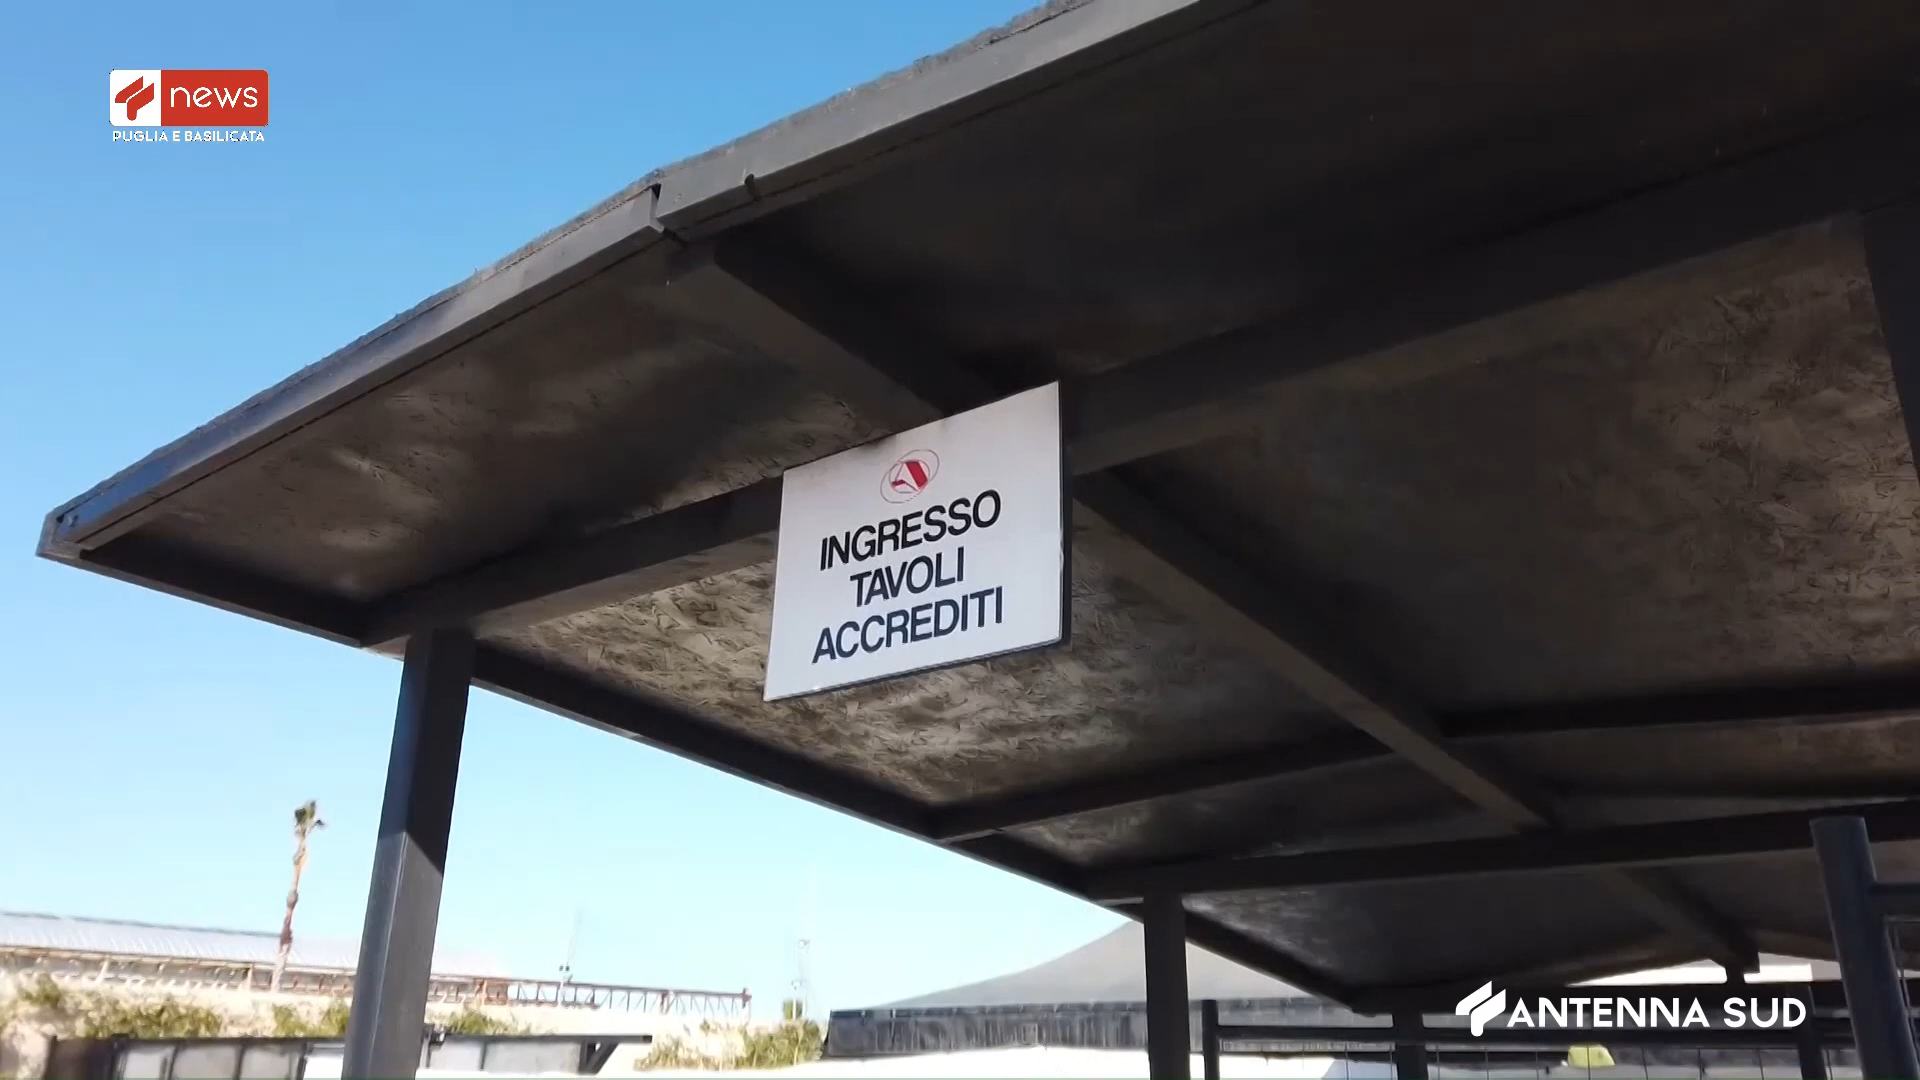 news
PUGLIA E BASILICATA
INGRESSO
TAVOLI
ACCREDITI
ANTENNA SUD